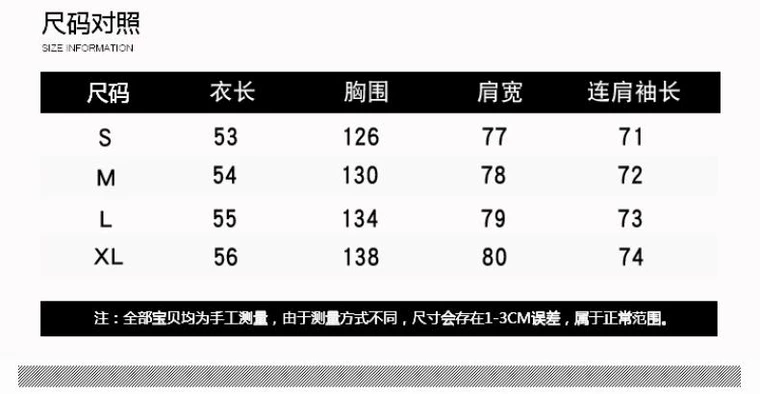 尺码对照
SIZE INFORMATION
尺码 衣长 胸围 肩宽 连肩袖长
S 53 126 77 71
M 54 130 78 72
L 55 134 79 73
XL 56 138 80 74
注：全部宝贝均为手工测量，由于测量方式不同，尺寸会存在1-3CM误差，属于正常范围。